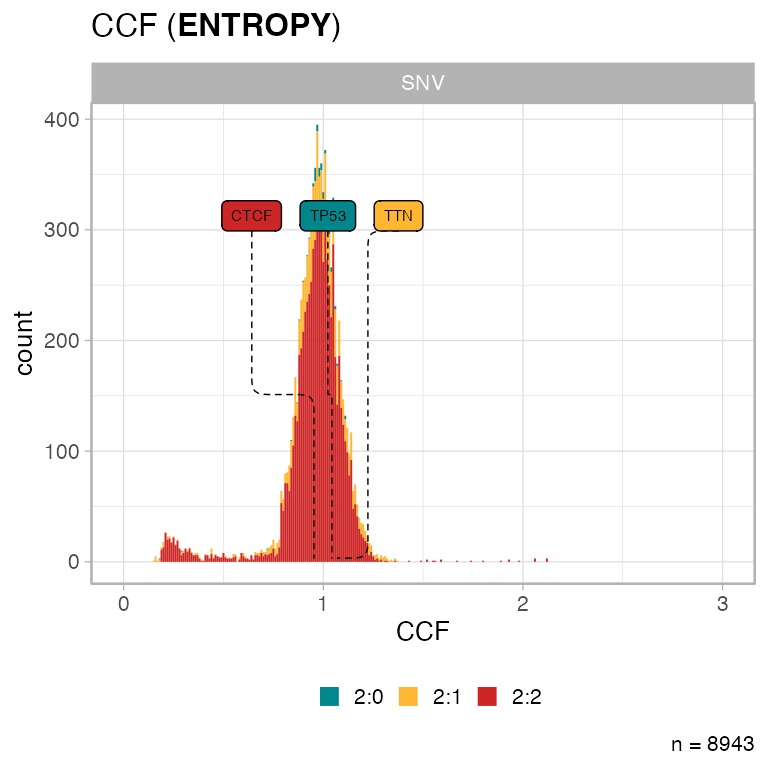 CCF (ENTROPY)
SNV
400
300
200
100
0
count
CTCF
TP53
TTN
0
1
2
3
CCF
2:0
2:1
2:2
n = 8943